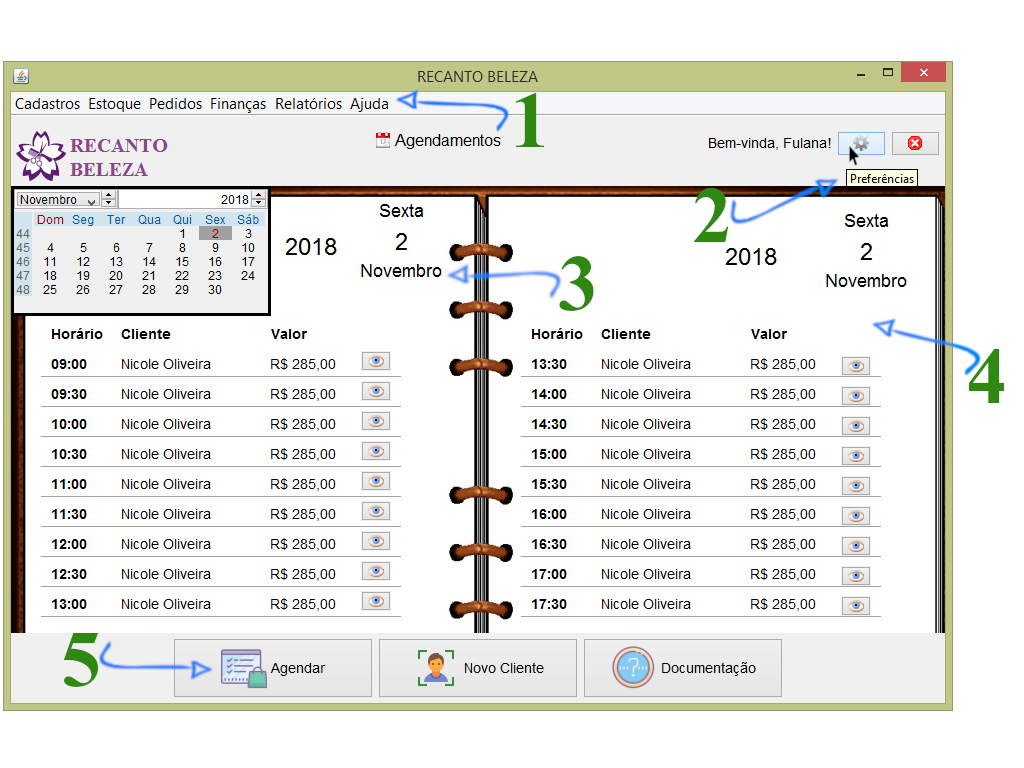 RECANTO BELEZA
Cadastros Estoque Pedidos Finanças Relatórios Ajuda
1
RECANTO
BELEZA
Agendamentos
Bem-vinda, Fulana!
Preferências
2
Novembro 2018
Dom Seg Ter Qua Qui Sex Sáb
44 1 2 3
45 4 5 6 7 8 9 10
46 11 12 13 14 15 16 17
47 18 19 20 21 22 23 24
48 25 26 27 28 29 30
2018
Sexta
2
Novembro
3
2018
Sexta
2
Novembro
4
Horário Cliente Valor
09:00 Nicole Oliveira R$ 285,00
09:30 Nicole Oliveira R$ 285,00
10:00 Nicole Oliveira R$ 285,00
10:30 Nicole Oliveira R$ 285,00
11:00 Nicole Oliveira R$ 285,00
11:30 Nicole Oliveira R$ 285,00
12:00 Nicole Oliveira R$ 285,00
12:30 Nicole Oliveira R$ 285,00
13:00 Nicole Oliveira R$ 285,00
Horário Cliente Valor
13:30 Nicole Oliveira R$ 285,00
14:00 Nicole Oliveira R$ 285,00
14:30 Nicole Oliveira R$ 285,00
15:00 Nicole Oliveira R$ 285,00
15:30 Nicole Oliveira R$ 285,00
16:00 Nicole Oliveira R$ 285,00
16:30 Nicole Oliveira R$ 285,00
17:00 Nicole Oliveira R$ 285,00
17:30 Nicole Oliveira R$ 285,00
5
Agendar
Novo Cliente
Documentação